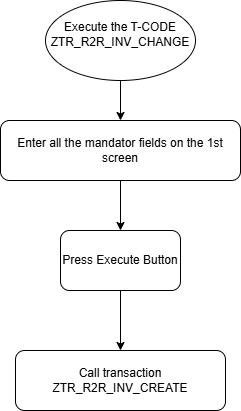 Execute the T-CODE
ZTR_R2R_INV_CHANGE
Enter all the mandator fields on the 1st
screen
Press Execute Button
Call transaction
ZTR_R2R_INV_CREATE